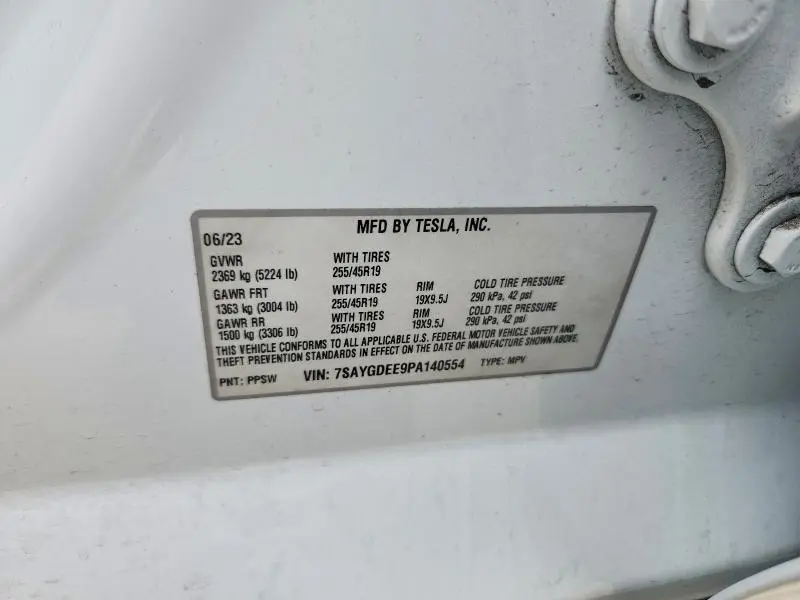 MFD BY TESLA, INC.
06/23
GVWR WITH TIRES
2369 kg (5224 lb) 255/45R19
GAWR FRT WITH TIRES RIM COLD TIRE PRESSURE
1363 kg (3004 lb) 255/45R19 19X9.5J 290 kPa, 42 psi
GAWR RR WITH TIRES RIM COLD TIRE PRESSURE
1500 kg (3306 lb) 255/45R19 19X9.5J 290 kPa, 42 psi
THIS VEHICLE CONFORMS TO ALL APPLICABLE U.S. FEDERAL MOTOR VEHICLE SAFETY AND
THEFT PREVENTION STANDARDS IN EFFECT ON THE DATE OF MANUFACTURE SHOWN ABOVE.
PNT: PPSW VIN: 7SAYGDEE9PA140554 TYPE: MPV